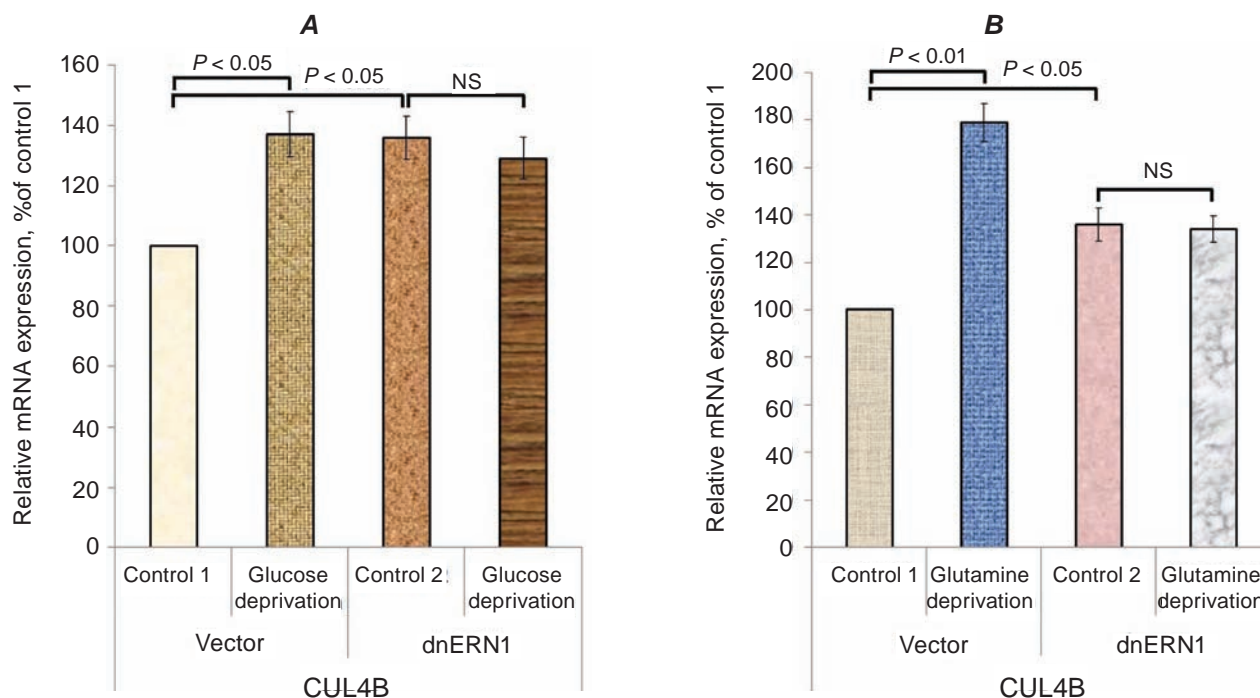 A
Relative mRNA expression, %of control 1
160
140
120
100
80
60
40
20
0
P < 0.05
P < 0.05
NS
Control 1
Glucose
deprivation
Control 2
Glucose
deprivation
Vector
dnERN1
CUL4B
B
Relative mRNA expression, % of control 1
200
180
160
140
120
100
80
60
40
20
0
P < 0.01
P < 0.05
NS
Control 1
Glutamine
deprivation
Control 2
Glutamine
deprivation
Vector
dnERN1
CUL4B